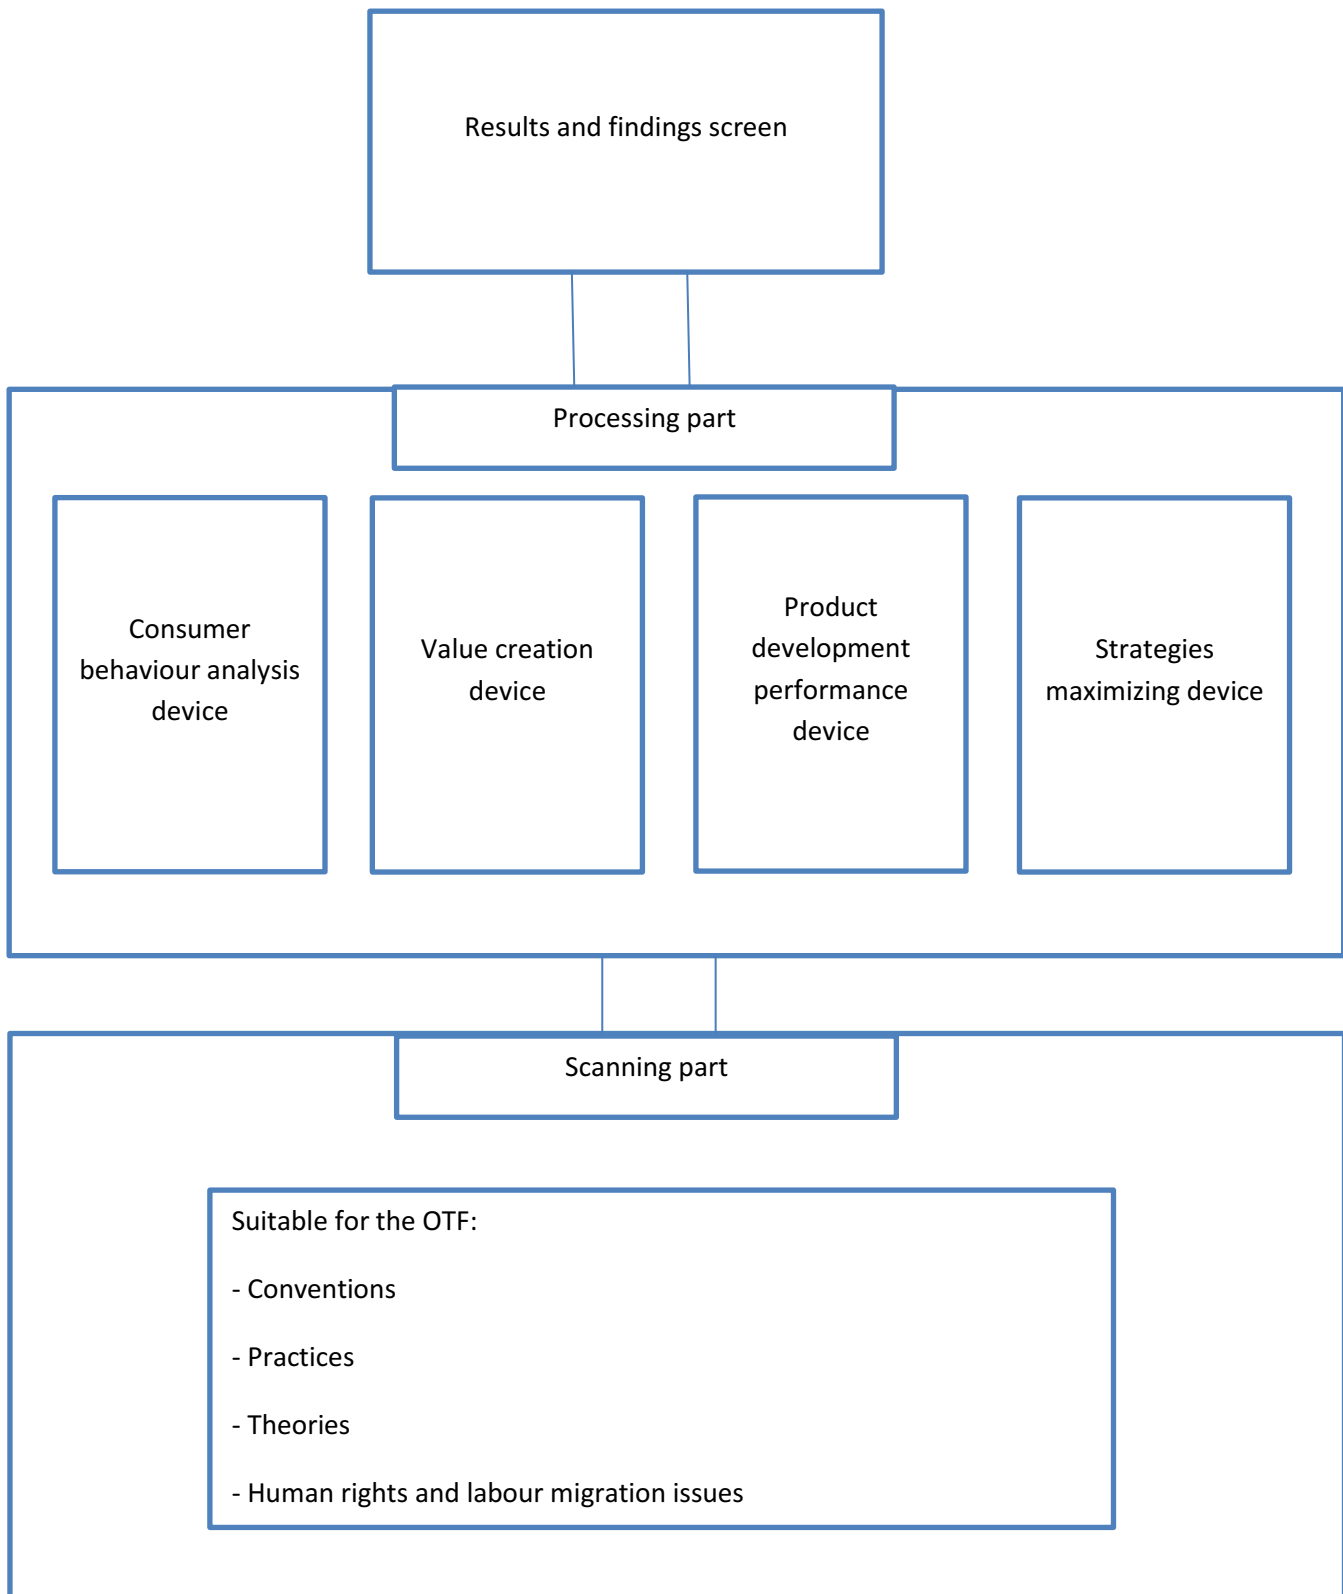 Results and findings screen
Processing part
Consumer
behaviour analysis
device
Value creation
device
Product
development
performance
device
Strategies
maximizing device
Scanning part
Suitable for the OTF:
- Conventions
- Practices
- Theories
- Human rights and labour migration issues